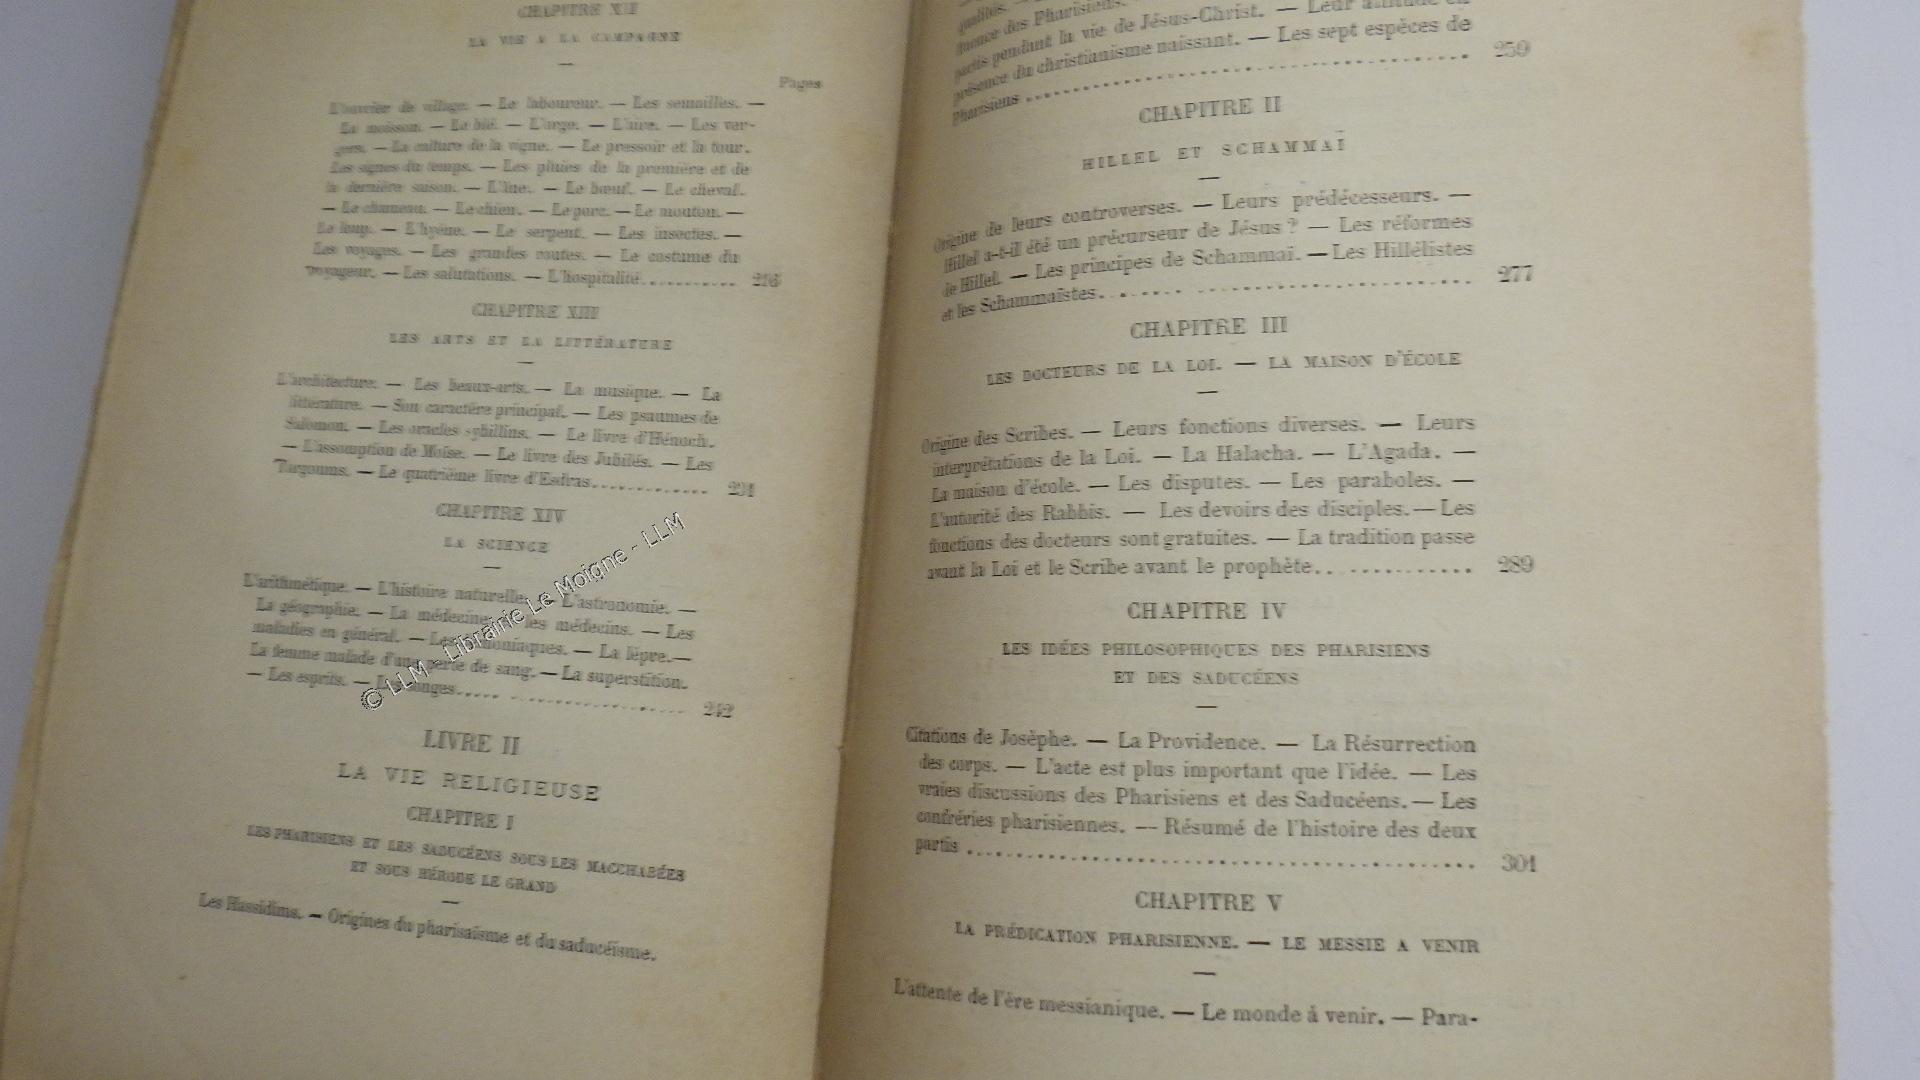 CHAPITRE XII
LA VIE A LA CAMPAGNE
Pages
L'ouvrier de village. — Le laboureur. — Les semailles. —
La moisson. — Le blé. — L'orge. — L'aire. — Les ver-
gers. — La culture de la vigne. — Le pressoir et la tour.
Les signes du temps. — Les pluies de la première et de
la dernière saison. — L'âne. — Le bœuf. — Le cheval.
— Le chameau. — Le chien. — Le porc. — Le mouton. —
Le loup. — L'hyène. — Le serpent. — Les insectes. —
Les voyages. — Les grandes routes. — Le costume du
voyageur. — Les salutations. — L'hospitalité...........
CHAPITRE XIII
LES ARTS ET LA LITTÉRATURE
L'architecture. — Les beaux-arts. — La musique. — La
littérature. — Son caractère principal. — Les psaumes de
Salomon. — Les oracles sybillins. — Le livre d'Hénoch.
— L'assomption de Moïse. — Le livre des Jubilés. — Les
Targoums. — Le quatrième livre d'Esdras............. 231
CHAPITRE XIV
LA SCIENCE
L'arithmétique. — L'histoire naturelle. — L'astronomie. —
La géographie. — La médecine les médecins. — Les
maladies en général. — Les — La lèpre.—
La femme malade d'une perte de sang. — La superstition.
— Les esprits. — Les songes..... .................. 242
© LLM - Librairie Le Moigne - LLM
LIVRE II
LA VIE RELIGIEUSE
CHAPITRE I
LES PHARISIENS ET LES SADUCÉENS SOUS LES MACCHABÉES
ET SOUS HÉRODE LE GRAND
Les Hassidims. — Origines du pharisaïsme et du saducéïsme.
qualités. —
fluence des Pharisiens.
partis pendant la vie de Jésus-Christ. — Leur attitude en
présence du christianisme naissant. — Les sept espèces de
Pharisiens ........................................ 259
CHAPITRE II
HILLEL ET SCHAMMAÏ
Origine de leurs controverses. — Leurs prédécesseurs. —
Hillel a-t-il été un précurseur de Jésus ? — Les réformes
de Hillel. — Les principes de Schammaï. — Les Hillélistes
et les Schammaïstes........ ........................ 277
CHAPITRE III
LES DOCTEURS DE LA LOI. — LA MAISON D'ÉCOLE
Origine des Scribes. — Leurs fonctions diverses. — Leurs
interprétations de la Loi. — La Halacha. — L'Agada. —
La maison d'école. — Les disputes. — Les paraboles. —
L'autorité des Rabbis. — Les devoirs des disciples. — Les
fonctions des docteurs sont gratuites. — La tradition passe
avant la Loi et le Scribe avant le prophète.. ........... 289
CHAPITRE IV
LES IDÉES PHILOSOPHIQUES DES PHARISIENS
ET DES SADUCÉENS
Citations de Josèphe. — La Providence. — La Résurrection
des corps. — L'acte est plus important que l'idée. — Les
vraies discussions des Pharisiens et des Saducéens. — Les
confréries pharisiennes. — Résumé de l'histoire des deux
partis ............................................. 301
CHAPITRE V
LA PRÉDICATION PHARISIENNE. — LE MESSIE A VENIR
L'attente de l'ère messianique. — Le monde à venir. — Para-